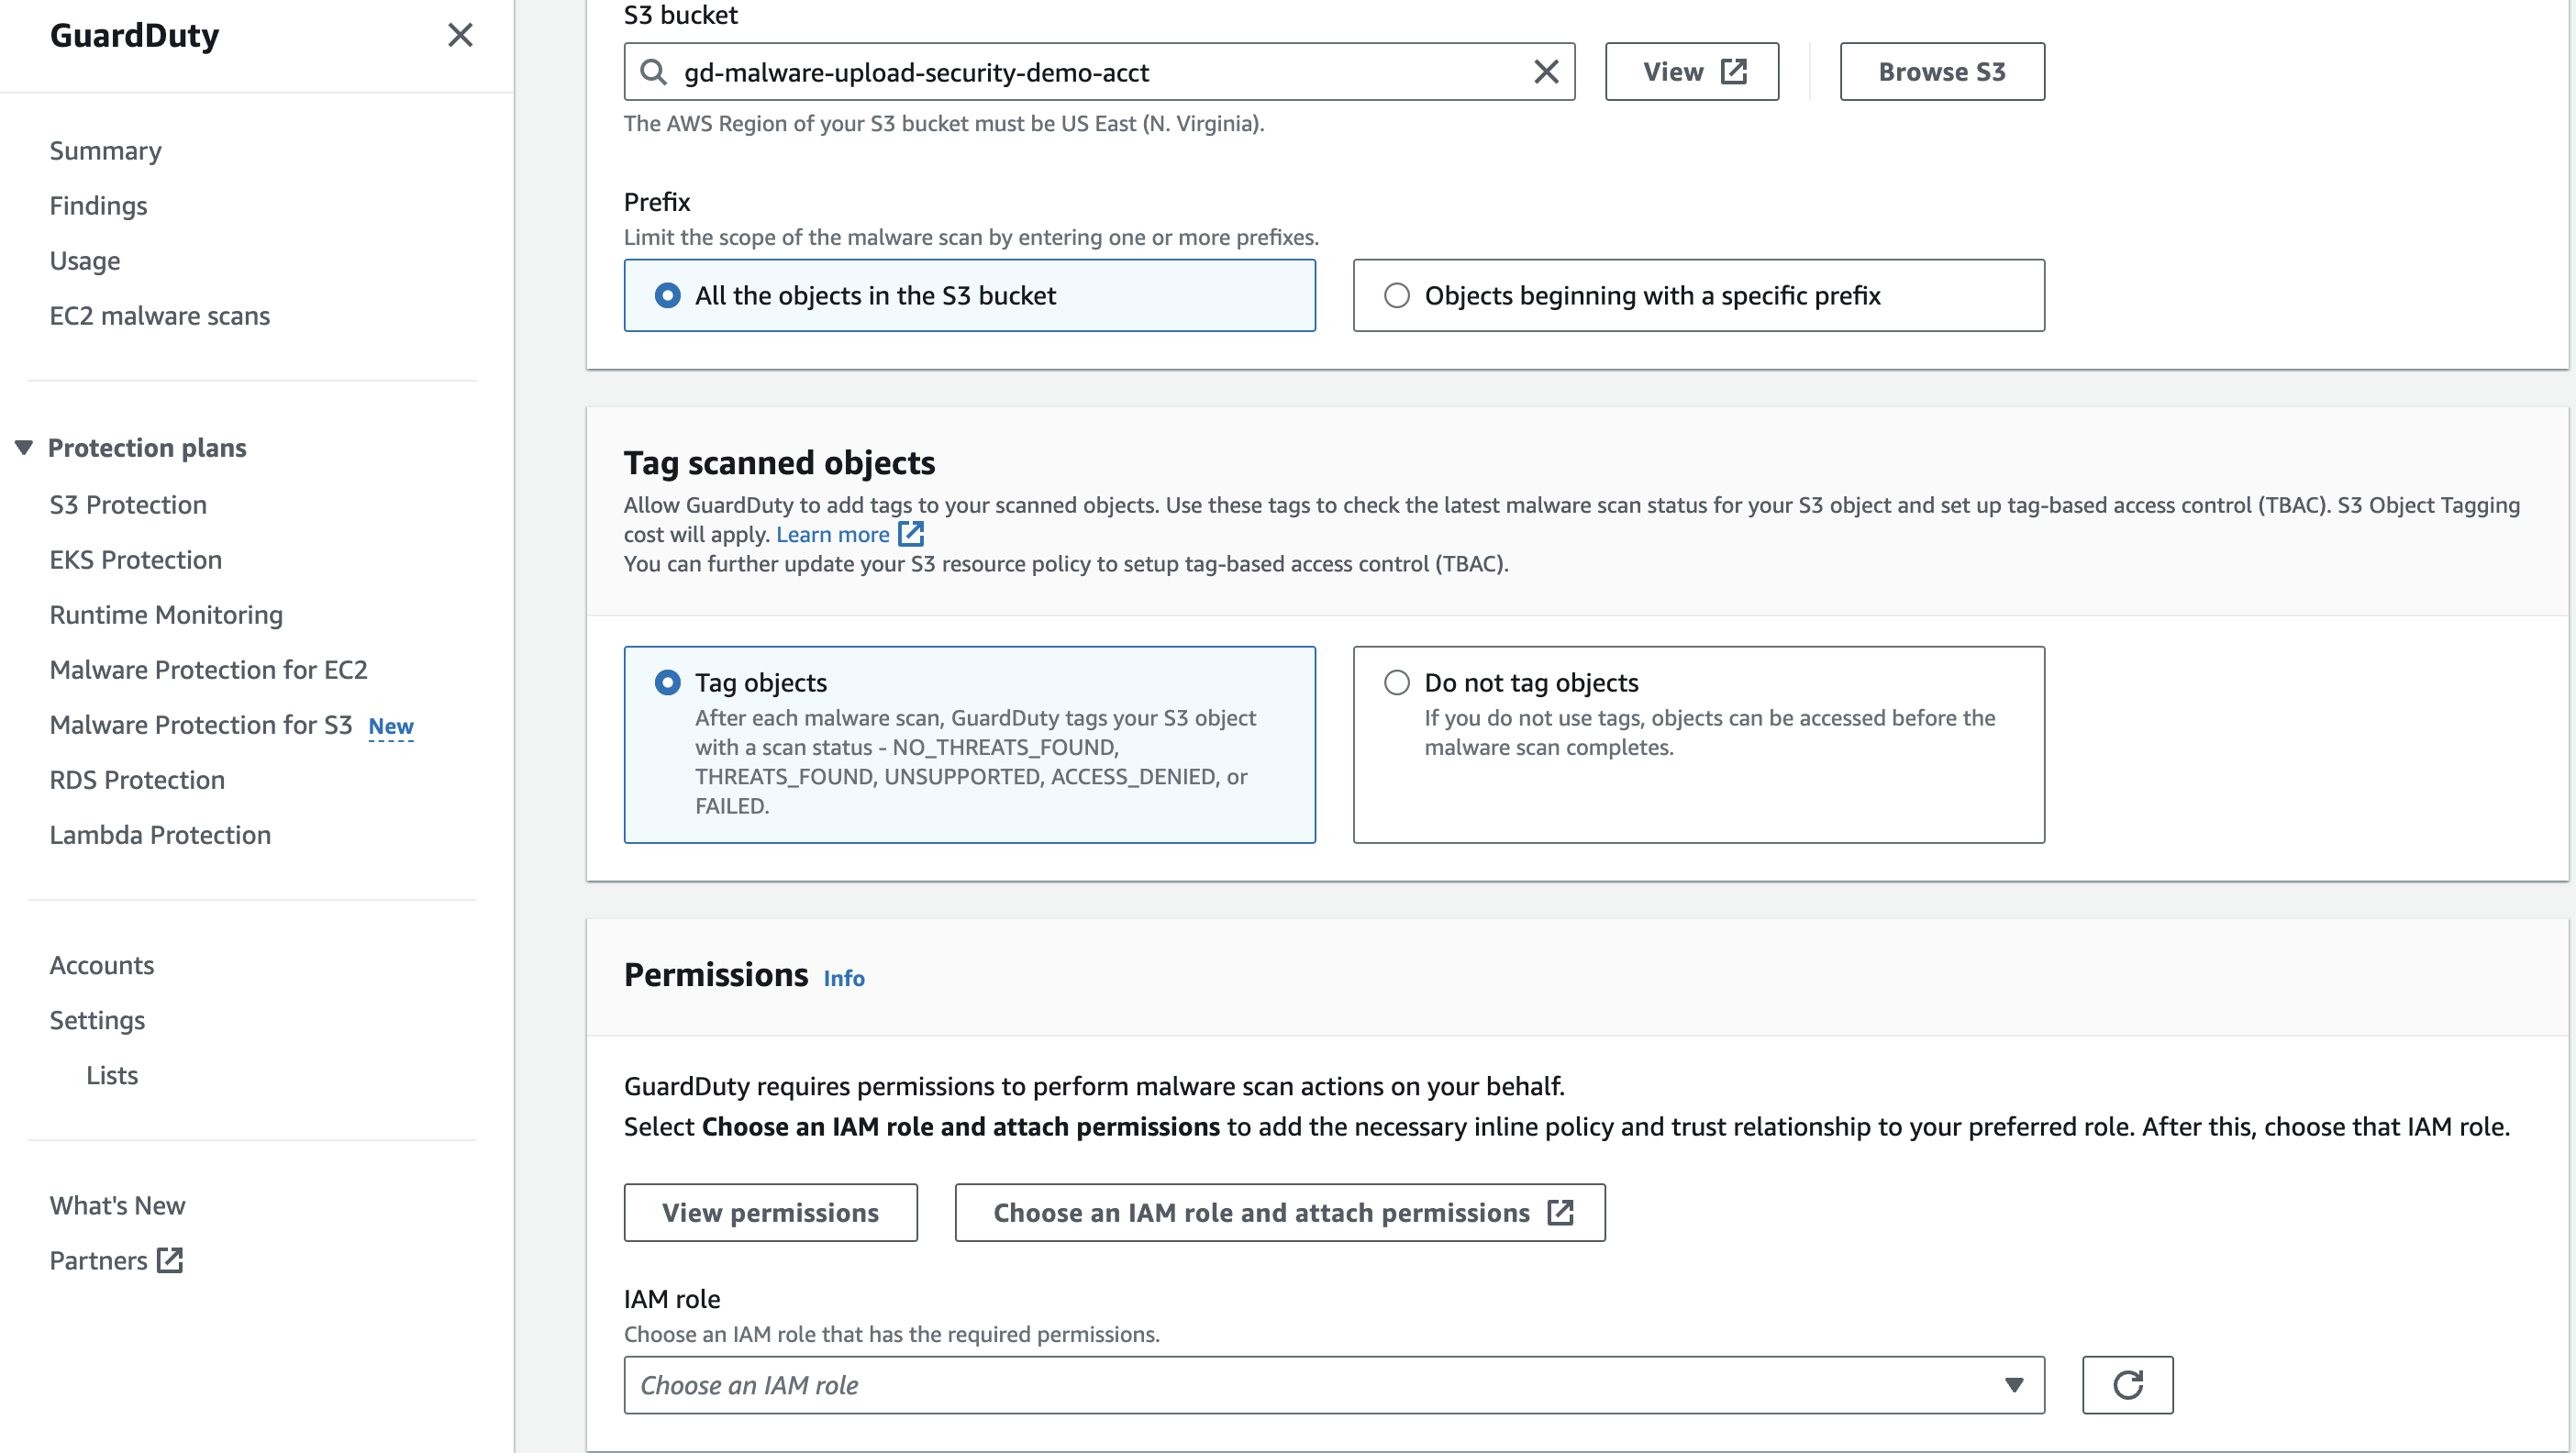 GuardDuty
Summary
Findings
Usage
EC2 malware scans
Protection plans
S3 Protection
EKS Protection
Runtime Monitoring
Malware Protection for EC2
Malware Protection for S3 New
RDS Protection
Lambda Protection
Accounts
Settings
Lists
What's New
Partners
S3 bucket
gd-malware-upload-security-demo-acct
View
Browse S3
The AWS Region of your S3 bucket must be US East (N. Virginia).
Prefix
Limit the scope of the malware scan by entering one or more prefixes.
All the objects in the S3 bucket
Objects beginning with a specific prefix
Tag scanned objects
Allow GuardDuty to add tags to your scanned objects. Use these tags to check the latest malware scan status for your S3 object and set up tag-based access control (TBAC). S3 Object Tagging
cost will apply. Learn more
You can further update your S3 resource policy to setup tag-based access control (TBAC).
Tag objects
After each malware scan, GuardDuty tags your S3 object
with a scan status - NO_THREATS_FOUND,
THREATS_FOUND, UNSUPPORTED, ACCESS_DENIED, or
FAILED.
Do not tag objects
If you do not use tags, objects can be accessed before the
malware scan completes.
Permissions Info
GuardDuty requires permissions to perform malware scan actions on your behalf.
Select Choose an IAM role and attach permissions to add the necessary inline policy and trust relationship to your preferred role. After this, choose that IAM role.
View permissions
Choose an IAM role and attach permissions
IAM role
Choose an IAM role that has the required permissions.
Choose an IAM role